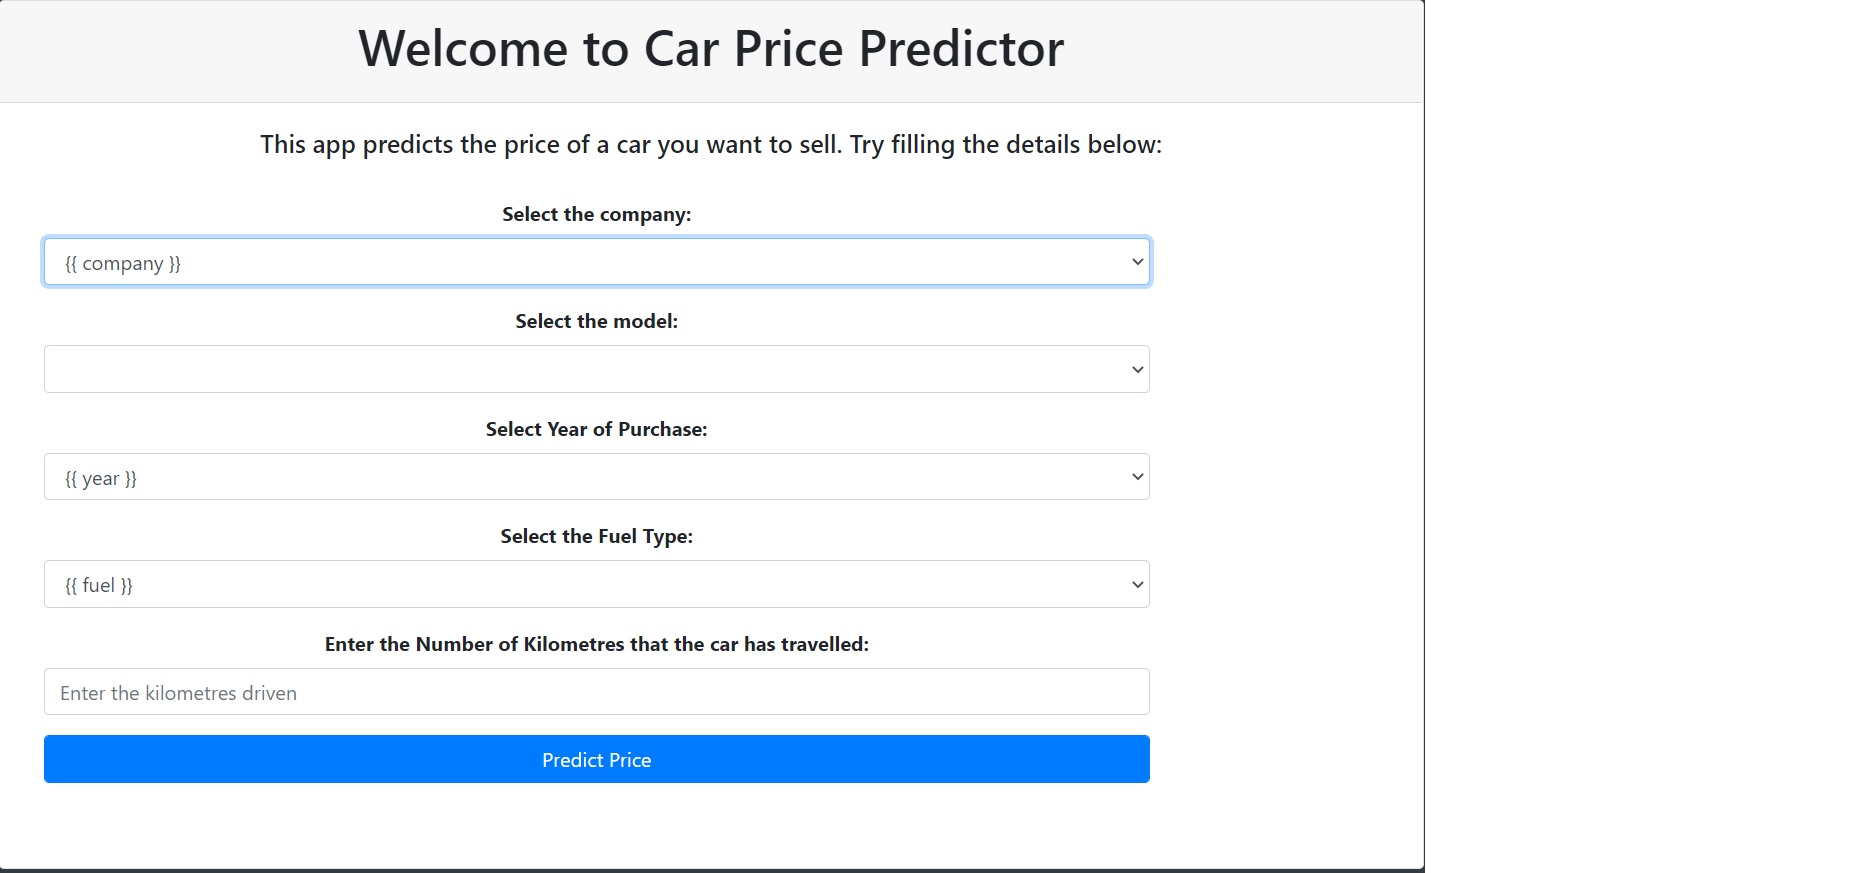 Welcome to Car Price Predictor
This app predicts the price of a car you want to sell. Try filling the details below:
Select the company:
{{ company }}
Select the model:
Select Year of Purchase:
{{ year }}
Select the Fuel Type:
{{ fuel }}
Enter the Number of Kilometres that the car has travelled:
Enter the kilometres driven
Predict Price